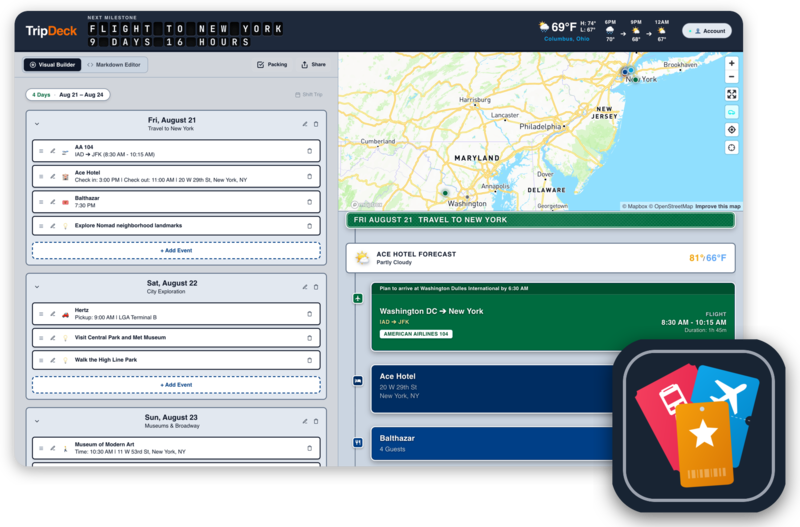 TripDeck
NEXT MILESTONE
FLIGHT TO NEW YORK
9 DAYS 16 HOURS
69°F
H: 74°
L: 67°
Columbus, Ohio
6PM
70°
9PM
68°
12AM
67°
Account
Visual Builder
<> Markdown Editor
Packing
Share
4 Days
Aug 21 – Aug 24
Shift Trip
Fri, August 21
Travel to New York
AA 104
IAD ➔ JFK (8:30 AM - 10:15 AM)
Ace Hotel
Check in: 3:00 PM | Check out: 11:00 AM | 20 W 29th St, New York, NY
Balthazar
7:30 PM
Explore Nomad neighborhood landmarks
+ Add Event
Sat, August 22
City Exploration
Hertz
Pickup: 9:00 AM | LGA Terminal B
Visit Central Park and Met Museum
Walk the High Line Park
+ Add Event
Sun, August 23
Museums & Broadway
Museum of Modern Art
Time: 10:30 AM | 11 W 53rd St, New York, NY
New York
Brookhaven
Harrisburg
Lancaster
Philadelphia
NEW
JERSEY
Cumberland
MARYLAND
Dover
Annapolis
DELAWARE
Washington
Georgetown
mapbox
© Mapbox © OpenStreetMap Improve this map
FRI AUGUST 21 TRAVEL TO NEW YORK
ACE HOTEL FORECAST
Partly Cloudy
81°/66°F
Plan to arrive at Washington Dulles International by 6:30 AM
Washington DC ➔ New York
IAD ➔ JFK
AMERICAN AIRLINES 104
FLIGHT
8:30 AM - 10:15 AM
Duration: 1h 45m
Ace Hotel
20 W 29th St
New York, NY
Balthazar
4 Guests